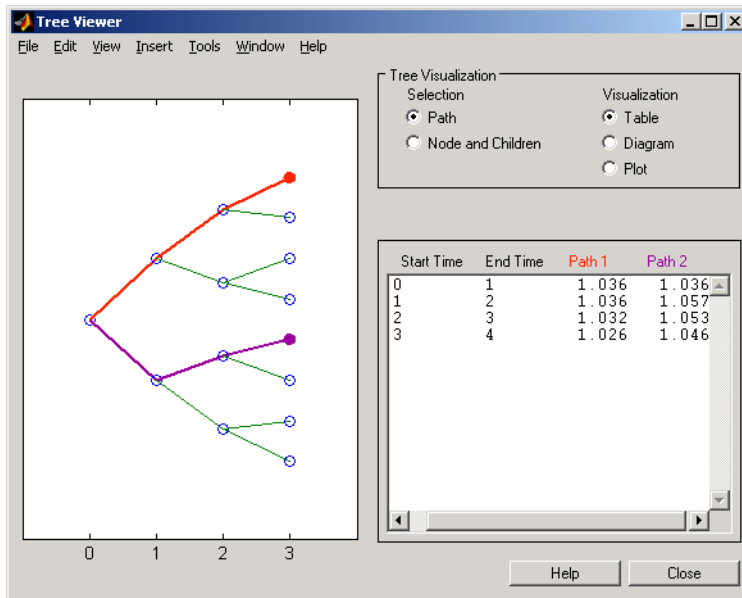 Tree Viewer
File Edit View Insert Tools Window Help
Tree Visualization
Selection Visualization
Path Table
Node and Children Diagram
Plot
Start Time End Time Path 1 Path 2
0 1 1.036 1.036
1 2 1.036 1.057
2 3 1.032 1.053
3 4 1.026 1.046
0 1 2 3
Help Close